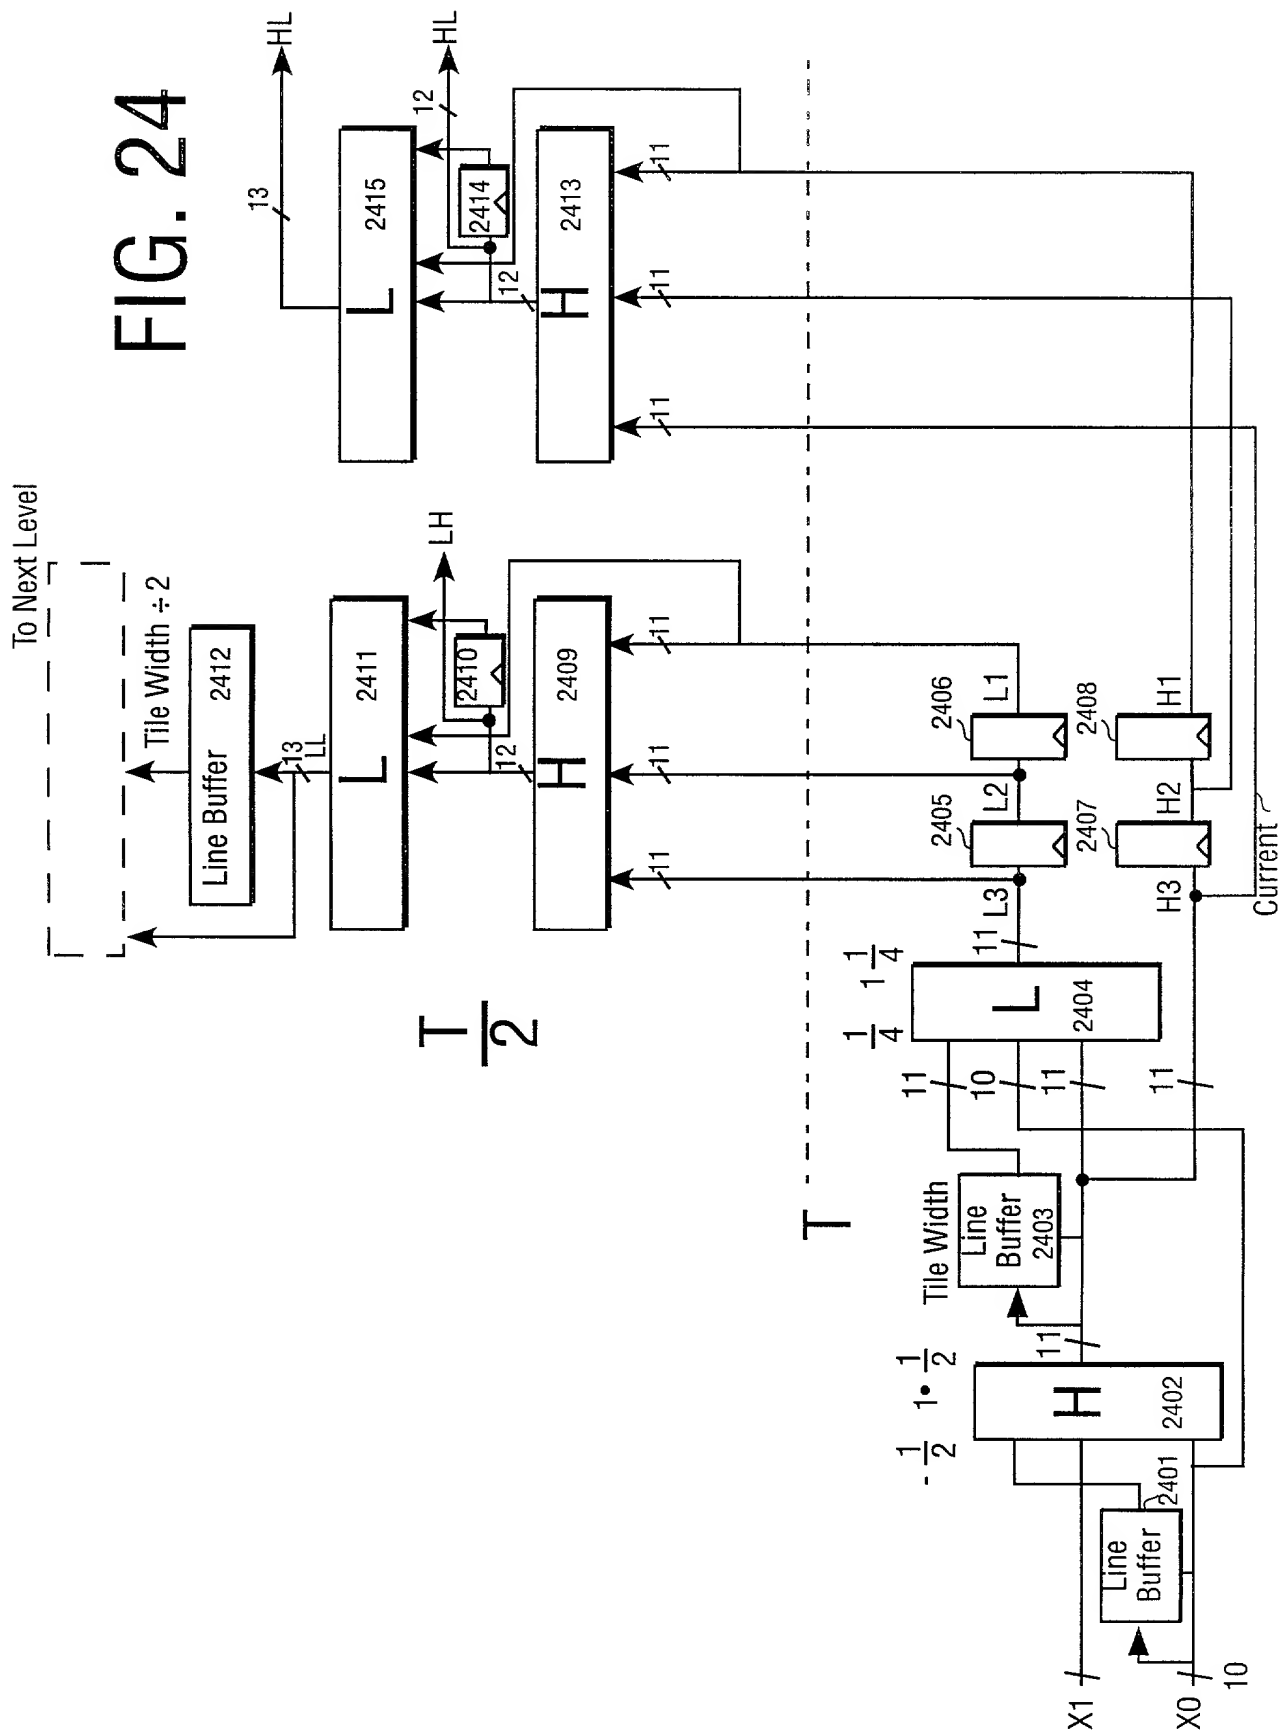 FIG. 24
To Next Level
Tile Width ÷ 2
Line Buffer
2412
13
LL
L
2411
LH
2410
12
H
2409
11
11
11
13
HL
L
2415
12
HL
2414
12
H
2413
11
11
11
T
2
T
X1
X0
10
Line
Buffer
2401
- 1
2
1 • 1
2
H
2402
11
Tile Width
Line
Buffer
2403
11
10
11
11
1
4
1 1
4
L
2404
11
L3
2405
L2
2406
L1
H3
2407
H2
2408
H1
Current